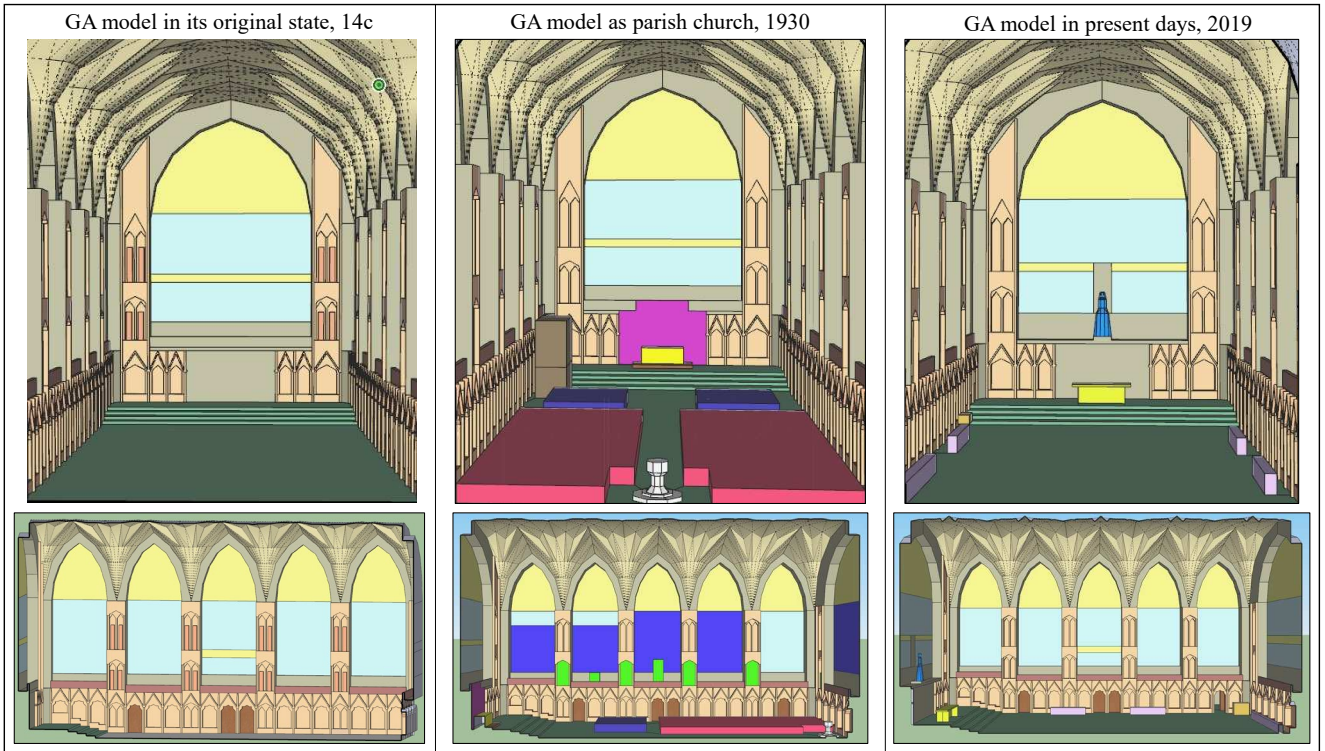 GA model in its original state, 14c
GA model as parish church, 1930
GA model in present days, 2019